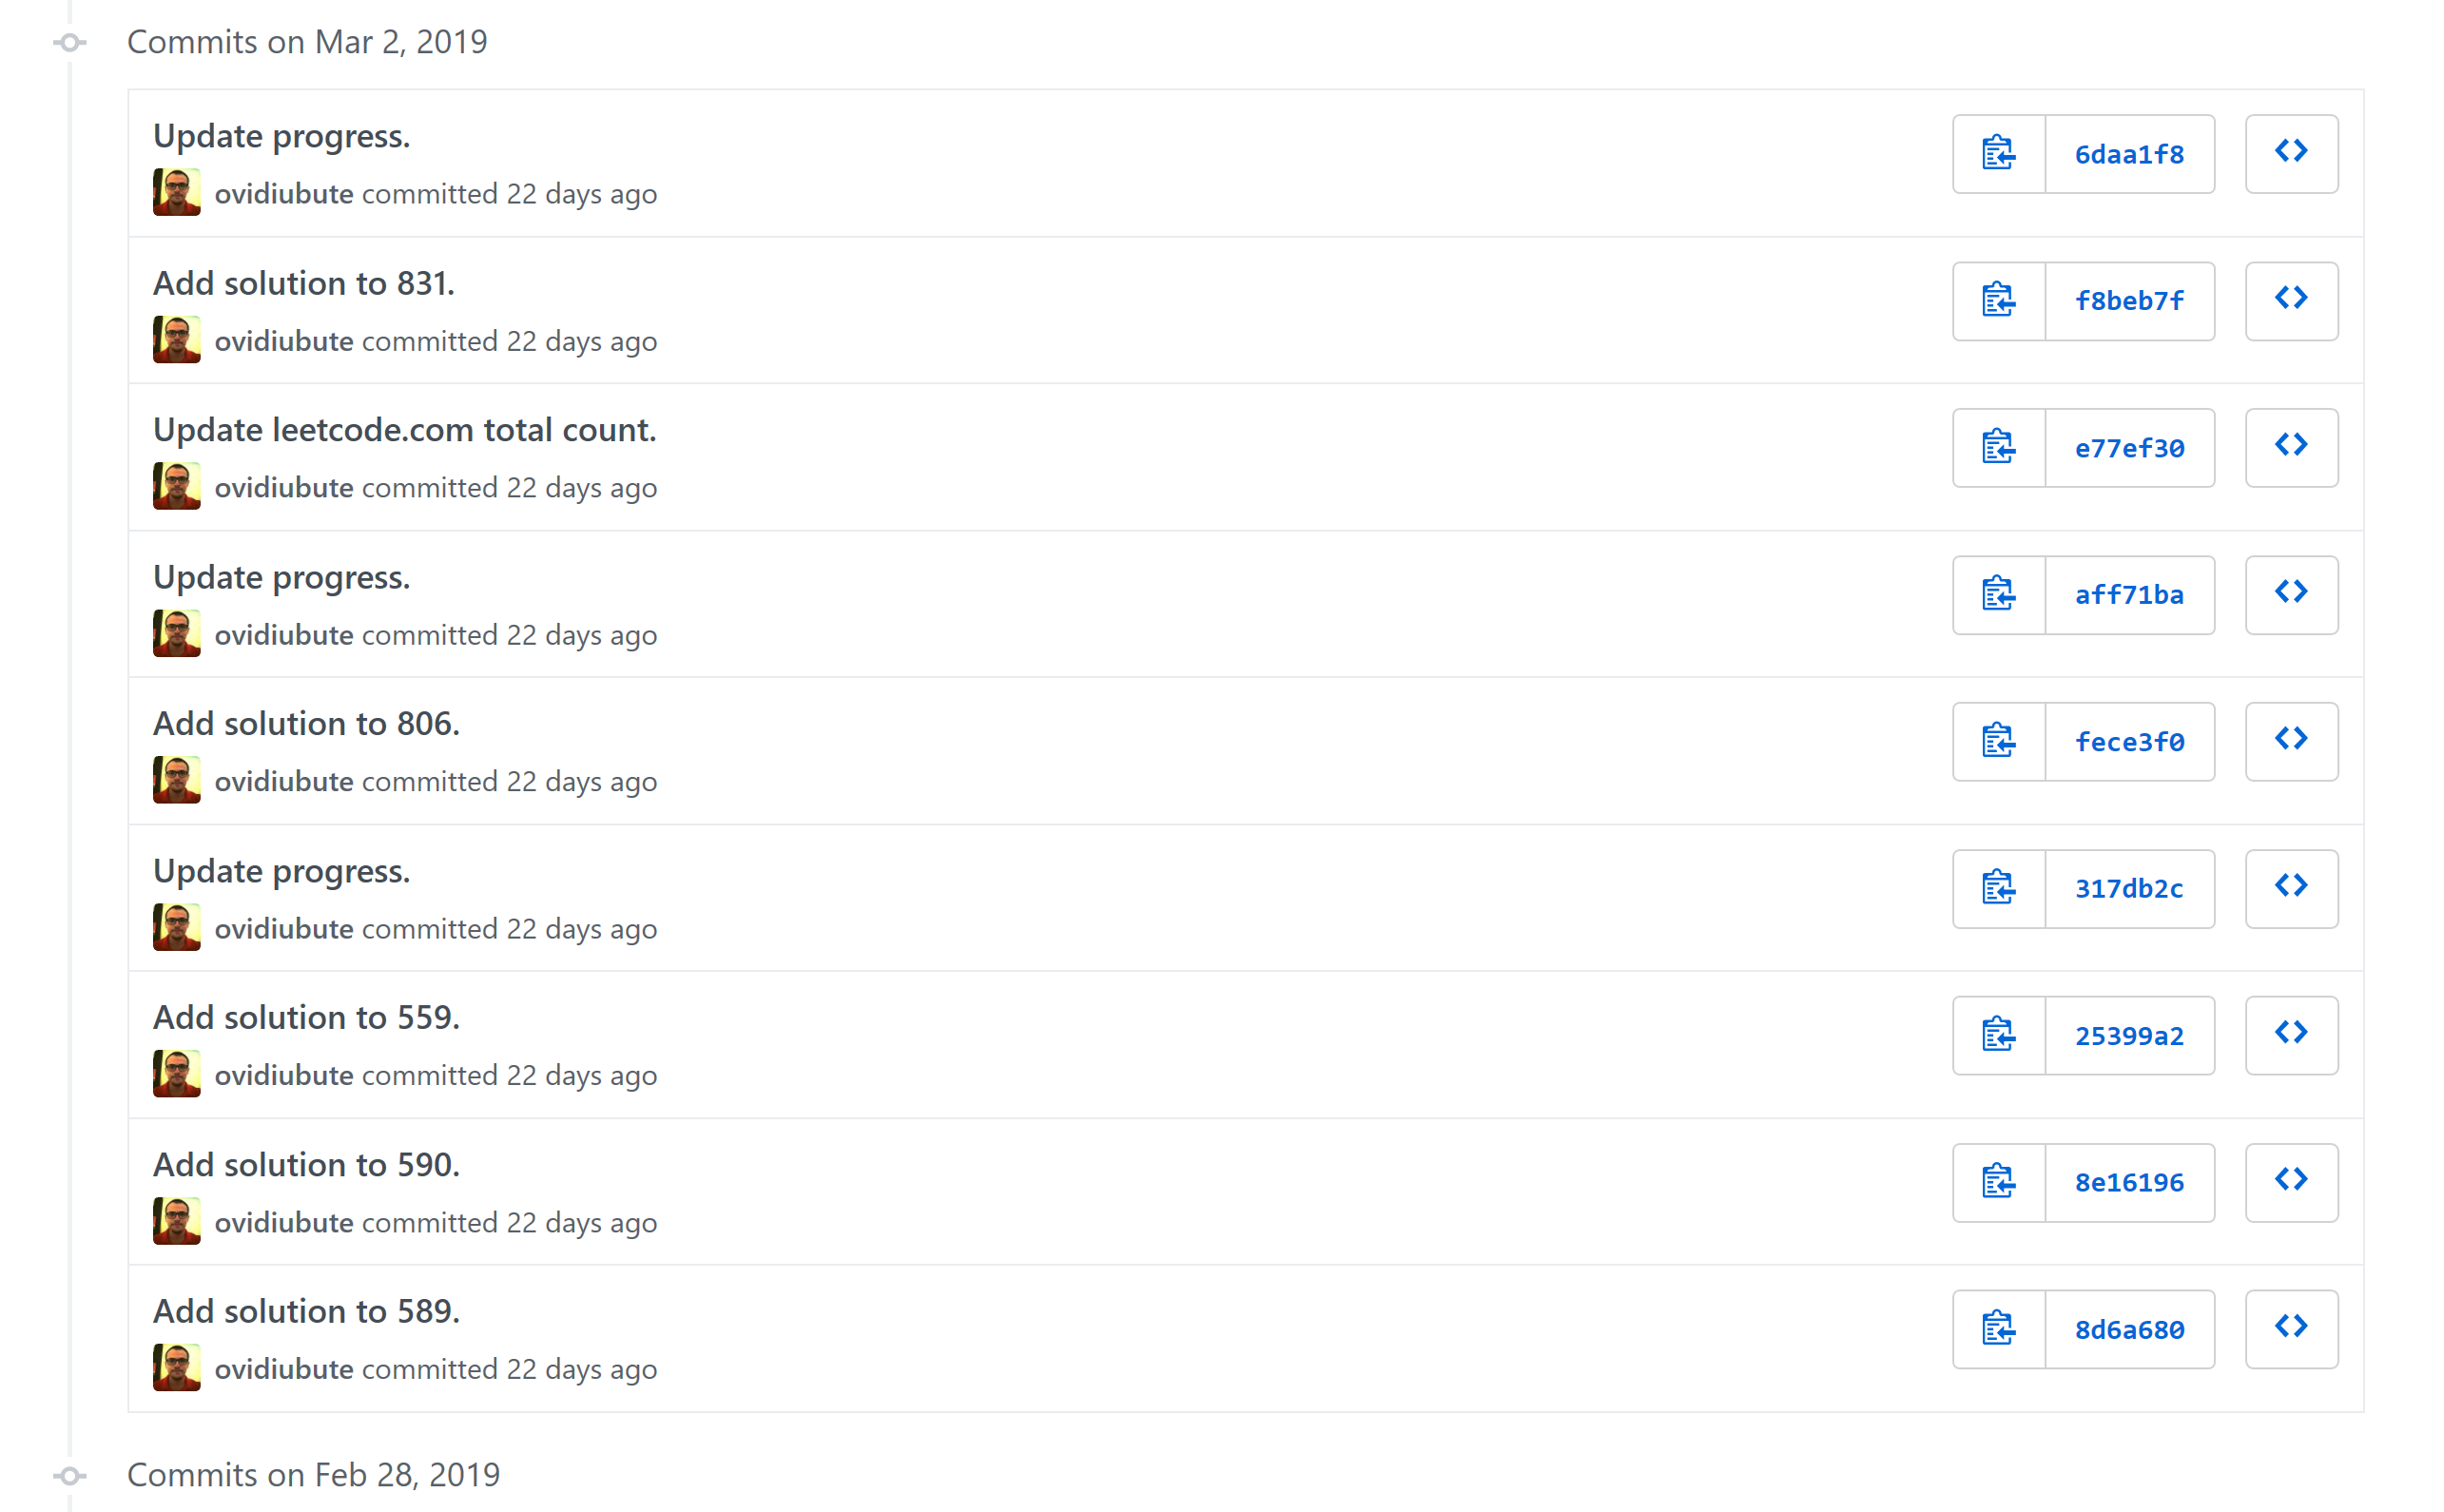 Commits on Mar 2, 2019
Update progress.
6daa1f8
ovidiubute committed 22 days ago
Add solution to 831.
f8beb7f
ovidiubute committed 22 days ago
Update leetcode.com total count.
e77ef30
ovidiubute committed 22 days ago
Update progress.
aff71ba
ovidiubute committed 22 days ago
Add solution to 806.
fece3f0
ovidiubute committed 22 days ago
Update progress.
317db2c
ovidiubute committed 22 days ago
Add solution to 559.
25399a2
ovidiubute committed 22 days ago
Add solution to 590.
8e16196
ovidiubute committed 22 days ago
Add solution to 589.
8d6a680
ovidiubute committed 22 days ago
Commits on Feb 28, 2019